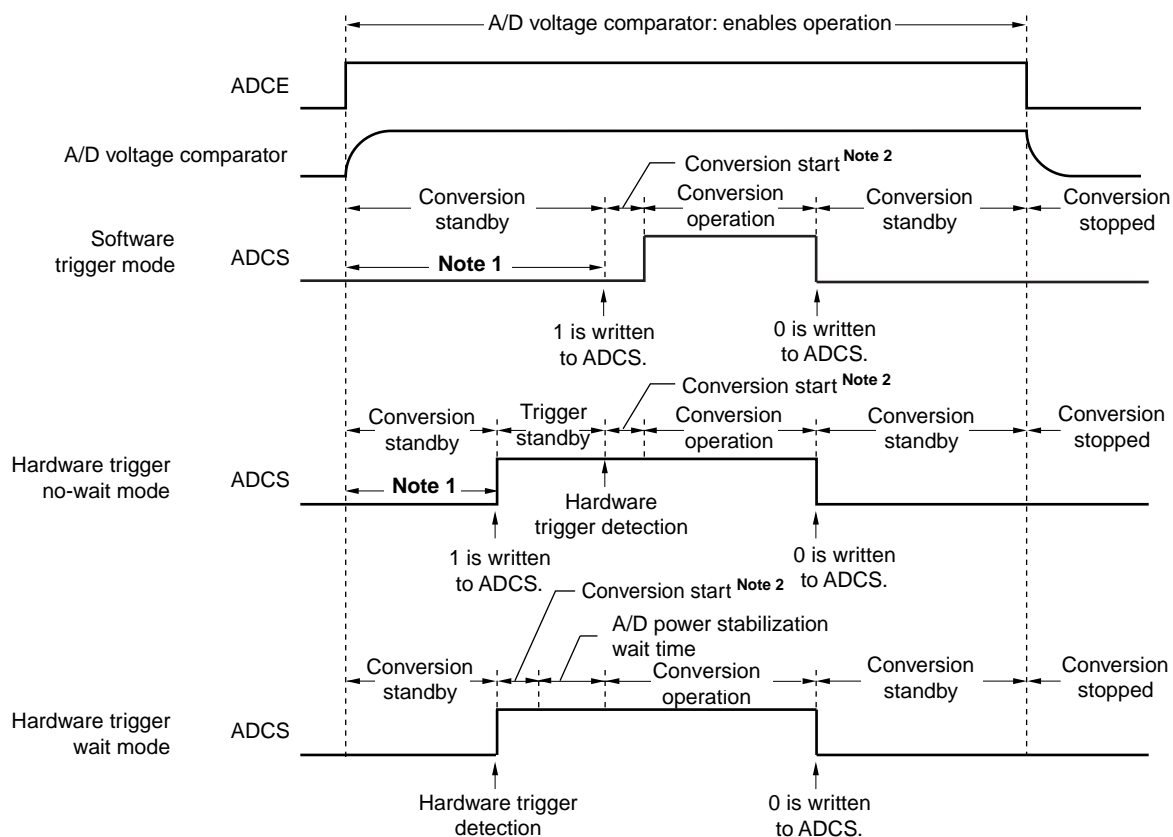 A/D voltage comparator: enables operation
ADCE
A/D voltage comparator
Conversion start Note 2
Conversion
standby
Conversion
operation
Conversion
standby
Conversion
stopped
Software
trigger mode
ADCS
Note 1
1 is written
to ADCS.
0 is written
to ADCS.
Conversion start Note 2
Conversion
standby
Trigger
standby
Conversion
operation
Conversion
standby
Conversion
stopped
Hardware trigger
no-wait mode
ADCS
Note 1
Hardware
trigger detection
1 is written
to ADCS.
0 is written
to ADCS.
Conversion start Note 2
A/D power stabilization
wait time
Conversion
standby
Conversion
operation
Conversion
standby
Conversion
stopped
Hardware trigger
wait mode
ADCS
Hardware trigger
detection
0 is written
to ADCS.